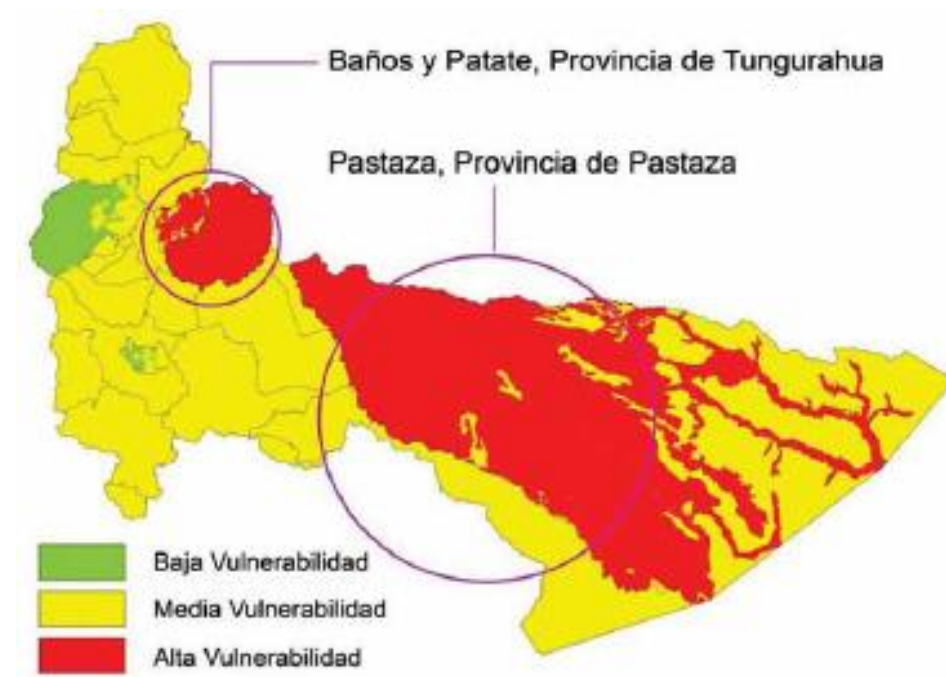 Baños y Patate, Provincia de Tungurahua
Pastaza, Provincia de Pastaza
Baja Vulnerabilidad
Media Vulnerabilidad
Alta Vulnerabilidad